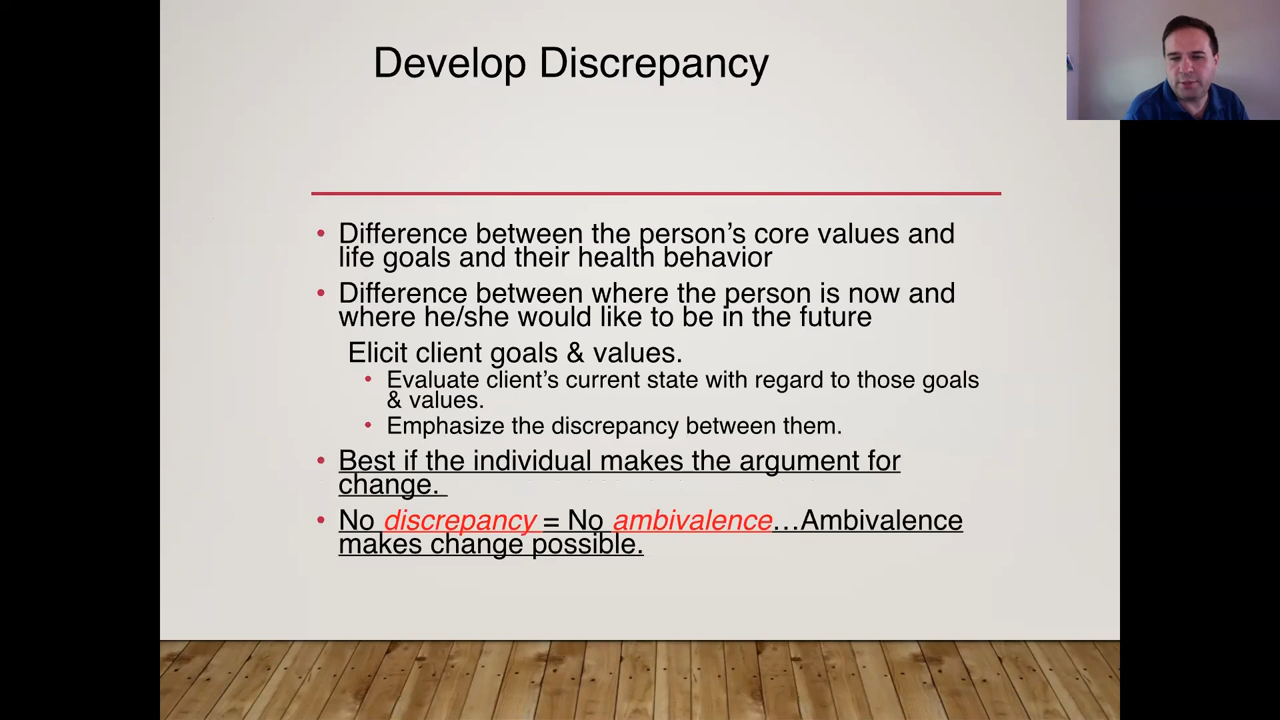 Develop Discrepancy
• Difference between the person’s core values and
life goals and their health behavior
• Difference between where the person is now and
where he/she would like to be in the future
Elicit client goals & values.
• Evaluate client’s current state with regard to those goals
& values.
• Emphasize the discrepancy between them.
• Best if the individual makes the argument for
change.
• No discrepancy = No ambivalence…Ambivalence
makes change possible.